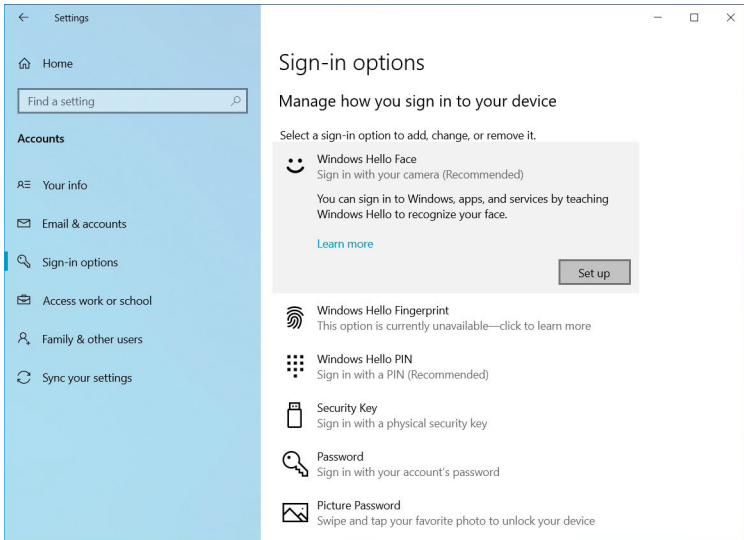 Settings
Home
Find a setting
Accounts
Your info
Email & accounts
Sign-in options
Access work or school
Family & other users
Sync your settings
Sign-in options
Manage how you sign in to your device
Select a sign-in option to add, change, or remove it.
Windows Hello Face
Sign in with your camera (Recommended)
You can sign in to Windows, apps, and services by teaching
Windows Hello to recognize your face.
Learn more
Set up
Windows Hello Fingerprint
This option is currently unavailable—click to learn more
Windows Hello PIN
Sign in with a PIN (Recommended)
Security Key
Sign in with a physical security key
Password
Sign in with your account's password
Picture Password
Swipe and tap your favorite photo to unlock your device